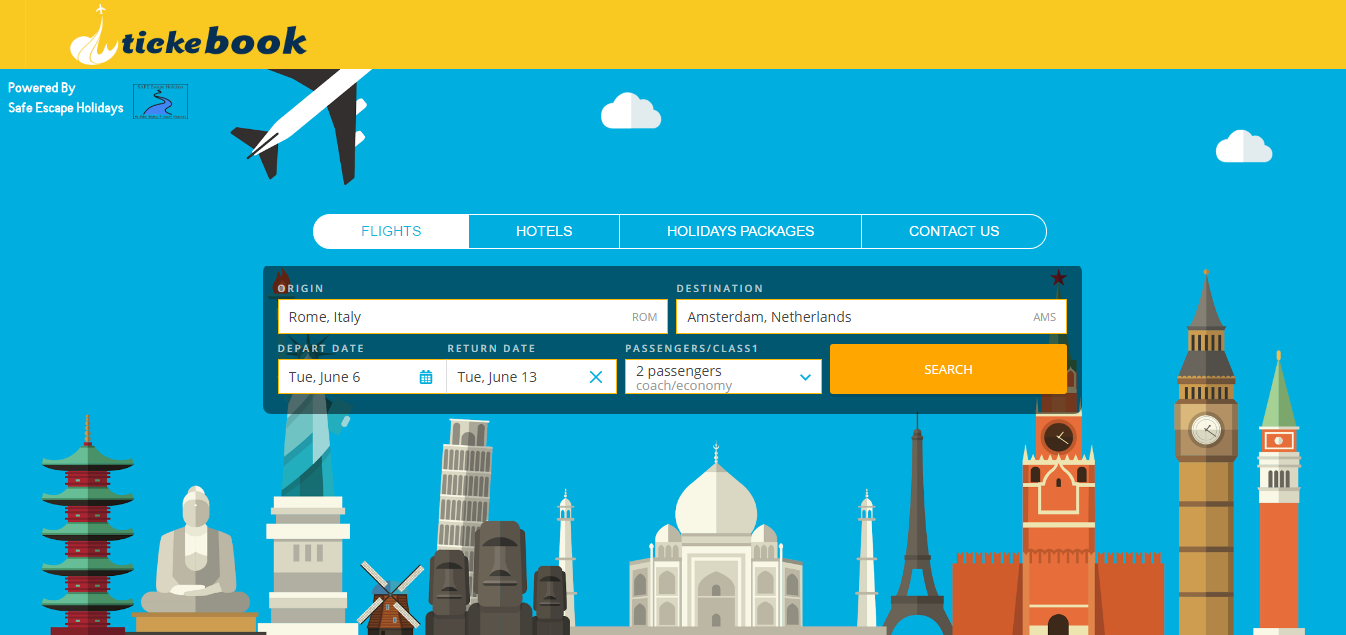 tickebook
Powered By
Safe Escape Holidays
FLIGHTS
HOTELS
HOLIDAYS PACKAGES
CONTACT US
ORIGIN
DESTINATION
Rome, Italy
ROM
Amsterdam, Netherlands
AMS
DEPART DATE
RETURN DATE
PASSENGERS/CLASS1
Tue, June 6
Tue, June 13
2 passengers
coach/economy
SEARCH